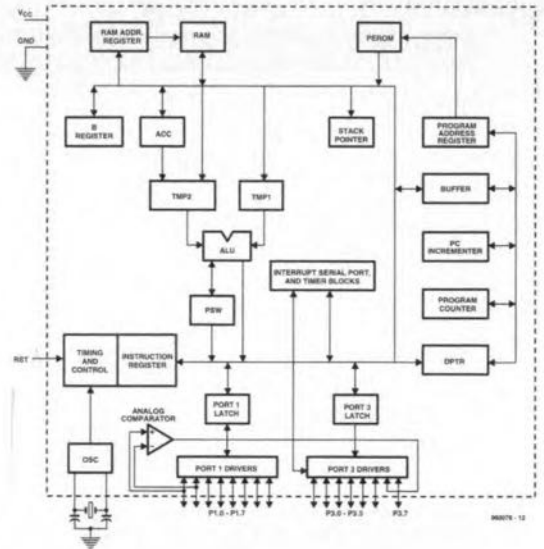 VCC
GND
RAM ADDR.
REGISTER
RAM
PEROM
B
REGISTER
ACC
STACK
POINTER
PROGRAM
ADDRESS
REGISTER
TMP2
TMP1
BUFFER
ALU
PC
INCREMENTER
INTERRUPT SERIAL PORT,
AND TIMER BLOCKS
PSW
PROGRAM
COUNTER
RST
TIMING
AND
CONTROL
INSTRUCTION
REGISTER
DPTR
PORT 1
LATCH
PORT 3
LATCH
ANALOG
COMPARATOR
+
-
OSC
PORT 1 DRIVERS
PORT 3 DRIVERS
P1.0 - P1.7
P3.0 - P3.5
P3.7